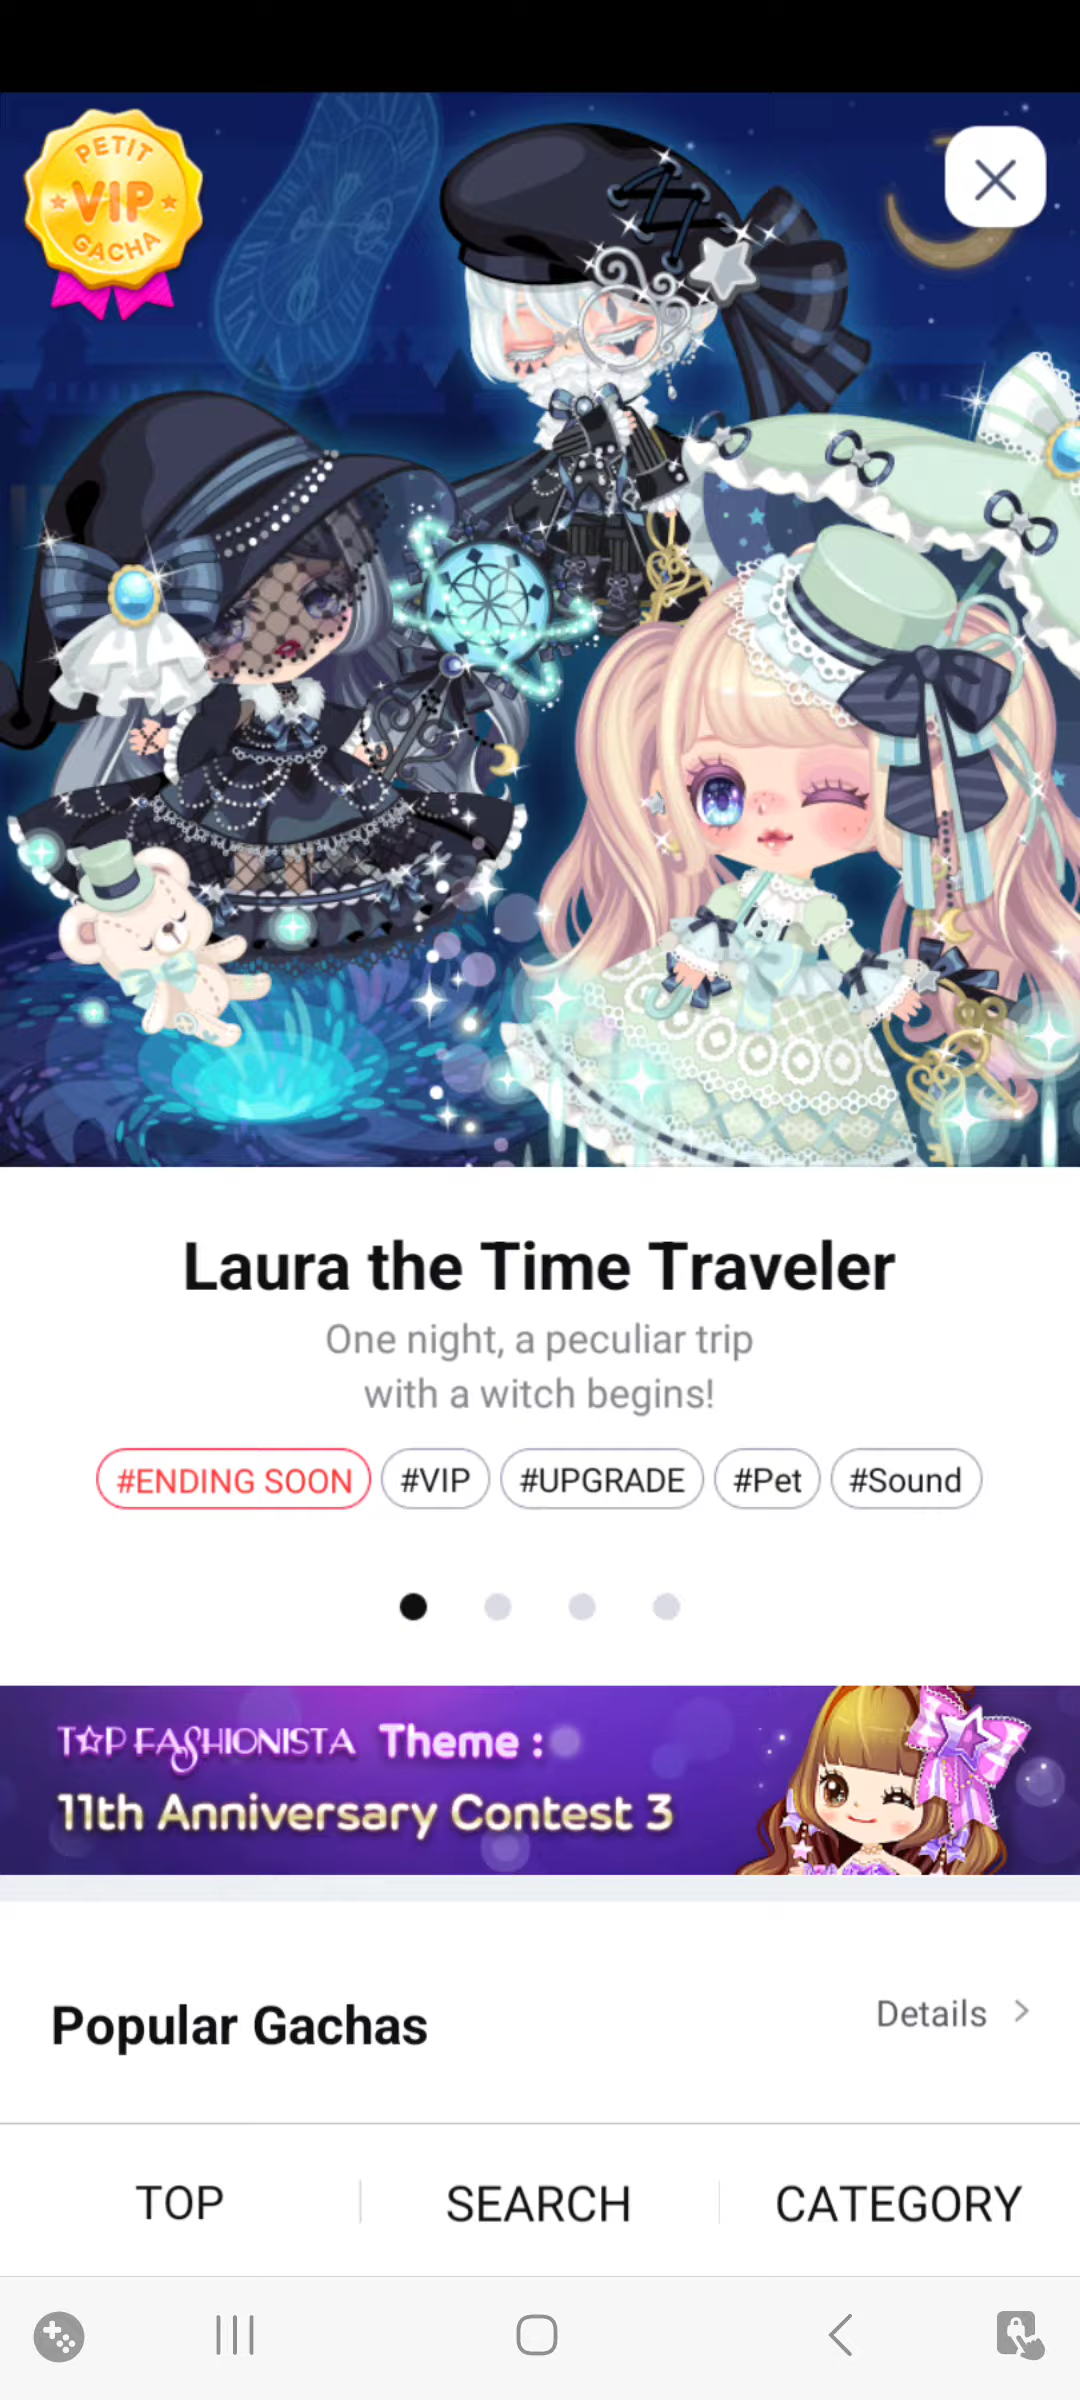 PETIT
VIP
GACHA
Laura the Time Traveler
One night, a peculiar trip
with a witch begins!
#ENDING SOON #VIP #UPGRADE #Pet #Sound
T☆P FASHIONISTA Theme :
11th Anniversary Contest 3
Popular Gachas
Details >
TOP SEARCH CATEGORY